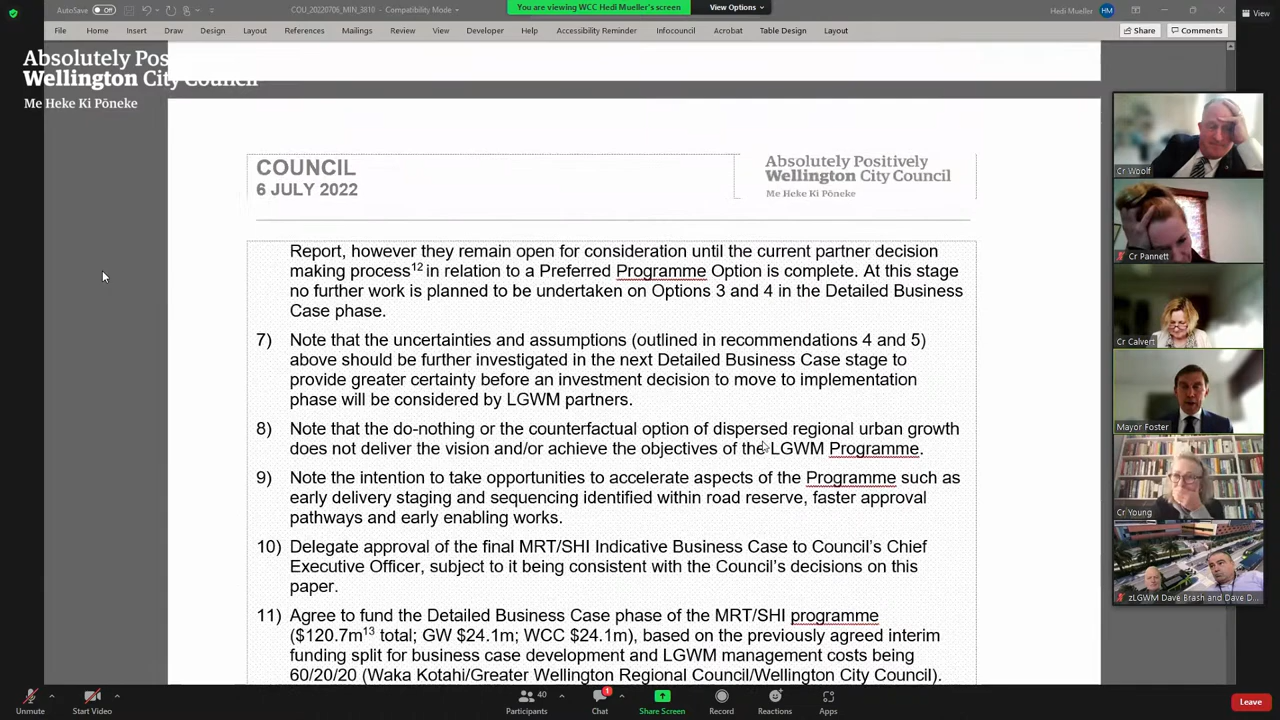 AutoSave Off COU_20220706_MIN_3810 - Compatibility Mode You are viewing WCC Hedi Mueller's screen View Options Hedi Mueller HM View
File Home Insert Draw Design Layout References Mailings Review View Developer Help Accessibility Reminder Infocouncil Acrobat Table Design Layout Share Comments
Absolutely Pos
Wellington City Council
Me Heke Ki Pōneke
COUNCIL
6 JULY 2022
Absolutely Positively
Wellington City Council
Me Heke Ki Pōneke
Report, however they remain open for consideration until the current partner decision
making process12 in relation to a Preferred Programme Option is complete. At this stage
no further work is planned to be undertaken on Options 3 and 4 in the Detailed Business
Case phase.
7) Note that the uncertainties and assumptions (outlined in recommendations 4 and 5)
above should be further investigated in the next Detailed Business Case stage to
provide greater certainty before an investment decision to move to implementation
phase will be considered by LGWM partners.
8) Note that the do-nothing or the counterfactual option of dispersed regional urban growth
does not deliver the vision and/or achieve the objectives of the LGWM Programme.
9) Note the intention to take opportunities to accelerate aspects of the Programme such as
early delivery staging and sequencing identified within road reserve, faster approval
pathways and early enabling works.
10) Delegate approval of the final MRT/SHI Indicative Business Case to Council's Chief
Executive Officer, subject to it being consistent with the Council's decisions on this
paper.
11) Agree to fund the Detailed Business Case phase of the MRT/SHI programme
($120.7m13 total; GW $24.1m; WCC $24.1m), based on the previously agreed interim
funding split for business case development and LGWM management costs being
60/20/20 (Waka Kotahi/Greater Wellington Regional Council/Wellington City Council).
Cr Woolf
Cr Pannett
Cr Calvert
Mayor Foster
Cr Young
zLGWM Dave Brash and Dave D...
Unmute Start Video Participants 40 Chat 1 Share Screen Record Reactions Apps Leave